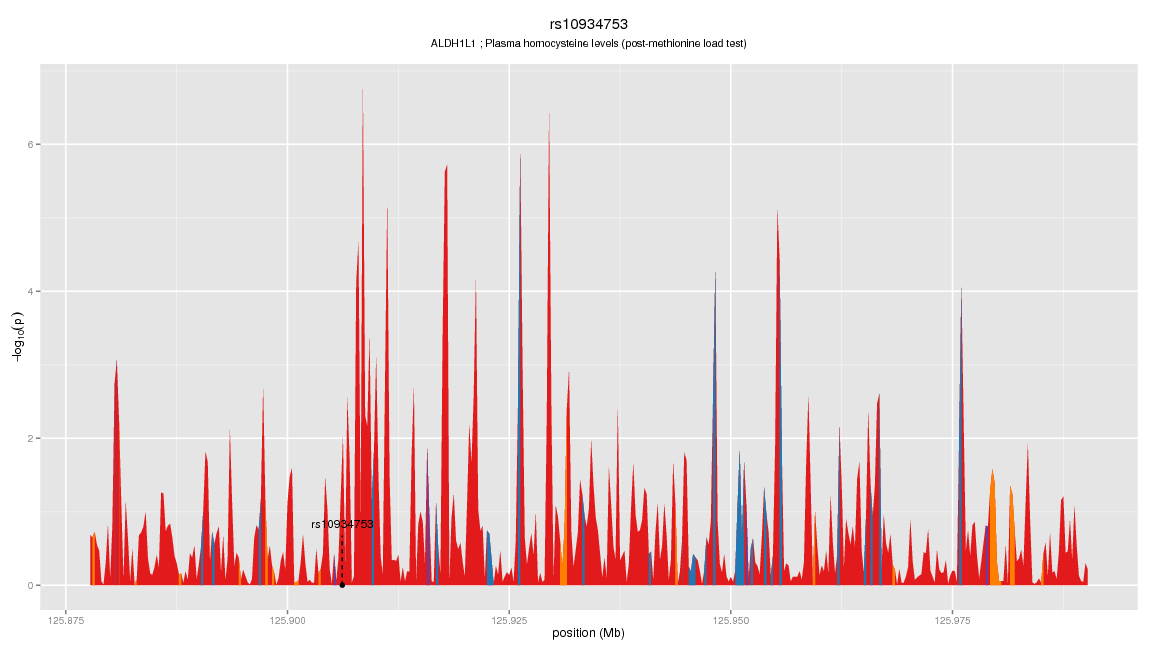 rs10934753
ALDH1L1 ; Plasma homocysteine levels (post-methionine load test)
6
4
2
0
−log10(p)
rs10934753
125.875 125.900 125.925 125.950 125.975
position (Mb)